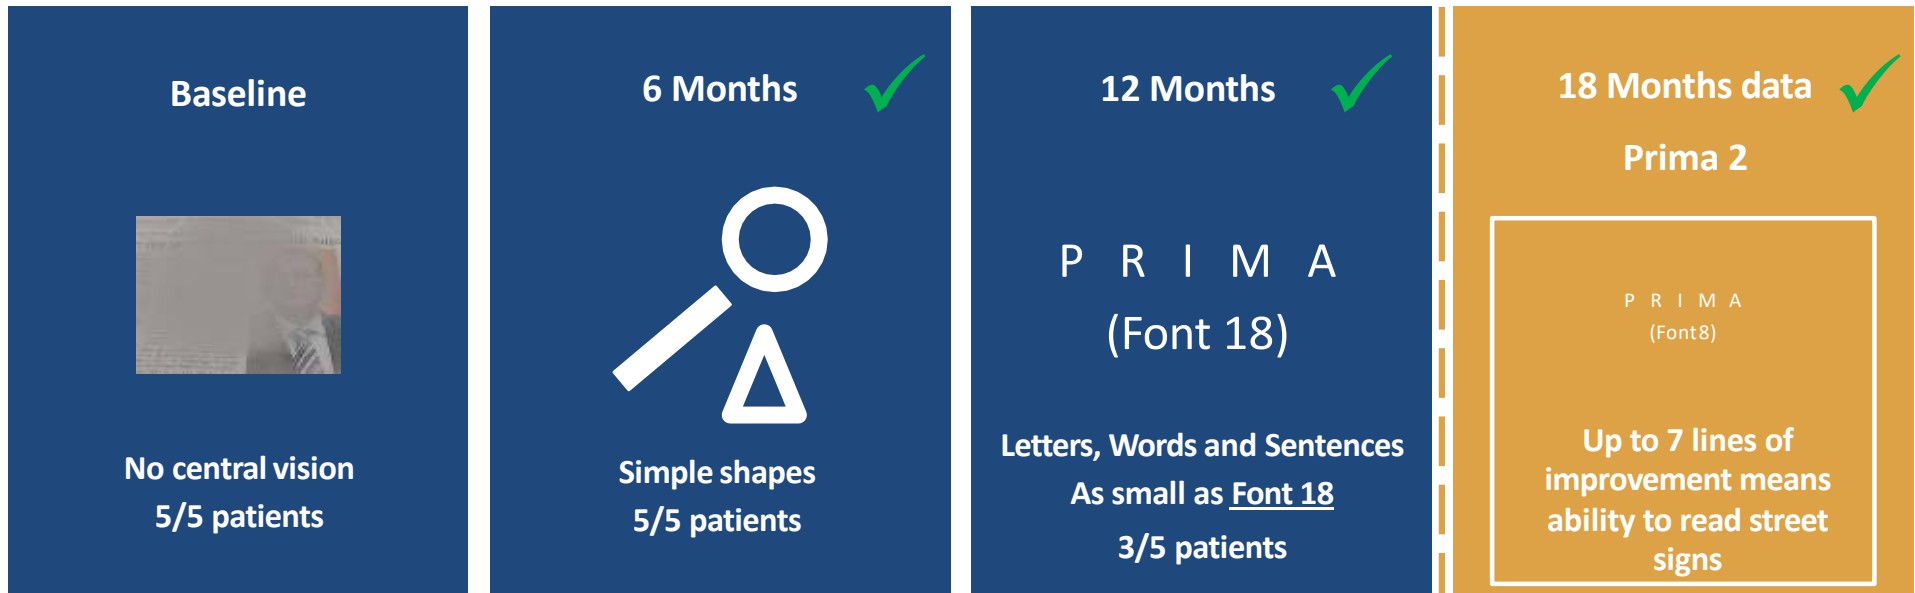 Baseline
No central vision
5/5 patients
6 Months
Simple shapes
5/5 patients
12 Months
P R I M A
(Font 18)
Letters, Words and Sentences
As small as Font 18
3/5 patients
18 Months data
Prima 2
P R I M A
(Font8)
Up to 7 lines of
improvement means
ability to read street
signs